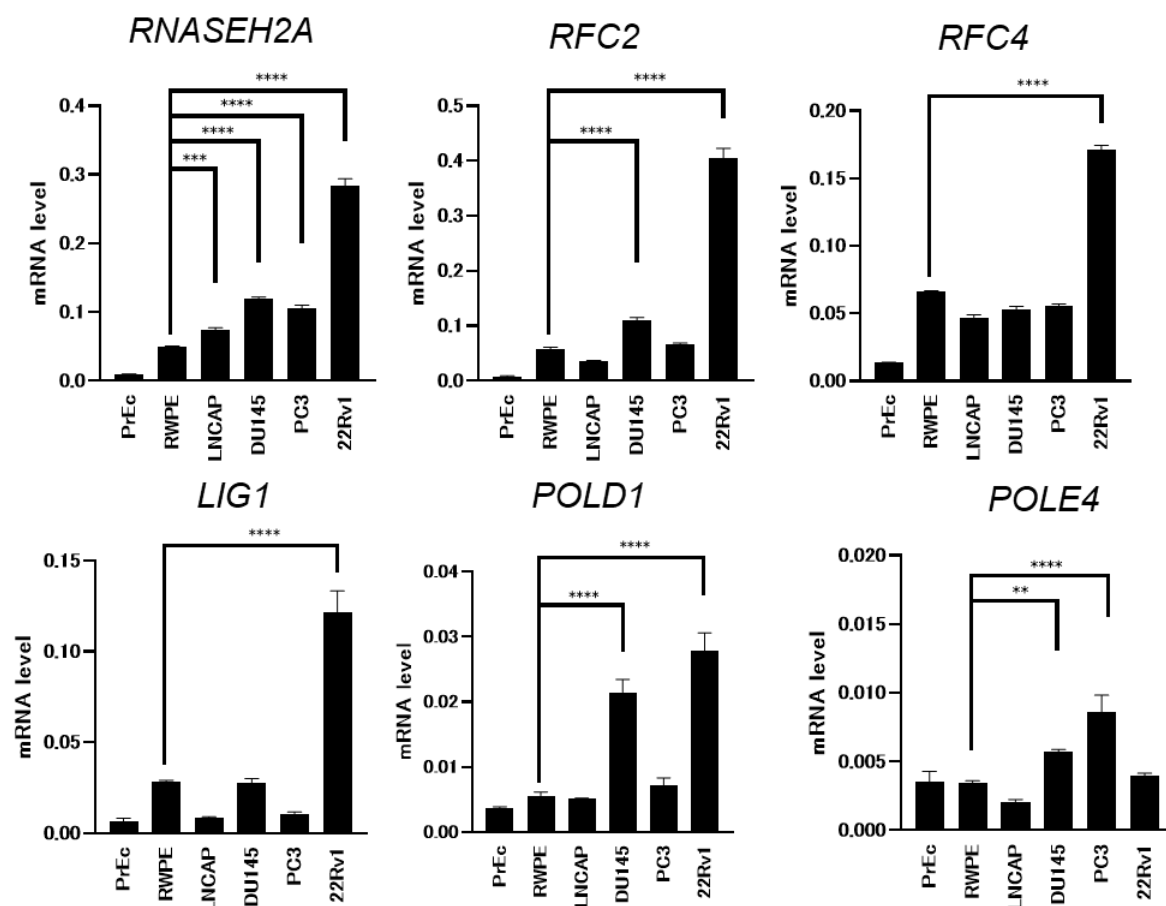 RNASEH2A
****
****
****
***
mRNA level
0.4
0.3
0.2
0.1
0.0
PrEc
RWPE
LNCAP
DU145
PC3
22Rv1
RFC2
****
****
mRNA level
0.5
0.4
0.3
0.2
0.1
0.0
PrEc
RWPE
LNCAP
DU145
PC3
22Rv1
RFC4
****
mRNA level
0.20
0.15
0.10
0.05
0.00
PrEc
RWPE
LNCAP
DU145
PC3
22Rv1
LIG1
****
mRNA level
0.15
0.10
0.05
0.00
PrEc
RWPE
LNCAP
DU145
PC3
22Rv1
POLD1
****
****
mRNA level
0.04
0.03
0.02
0.01
0.00
PrEc
RWPE
LNCAP
DU145
PC3
22Rv1
POLE4
****
**
mRNA level
0.020
0.015
0.010
0.005
0.000
PrEc
RWPE
LNCAP
DU145
PC3
22Rv1